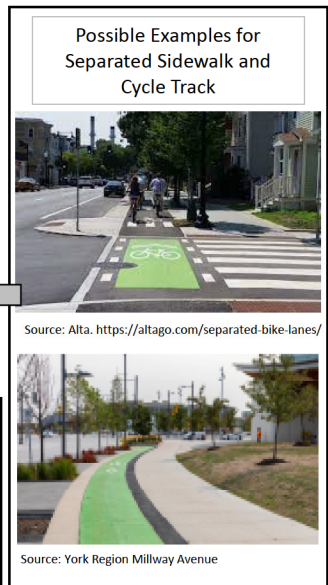 Possible Examples for
Separated Sidewalk and
Cycle Track
Source: Alta. https://altago.com/separated-bike-lanes/
Source: York Region Millway Avenue